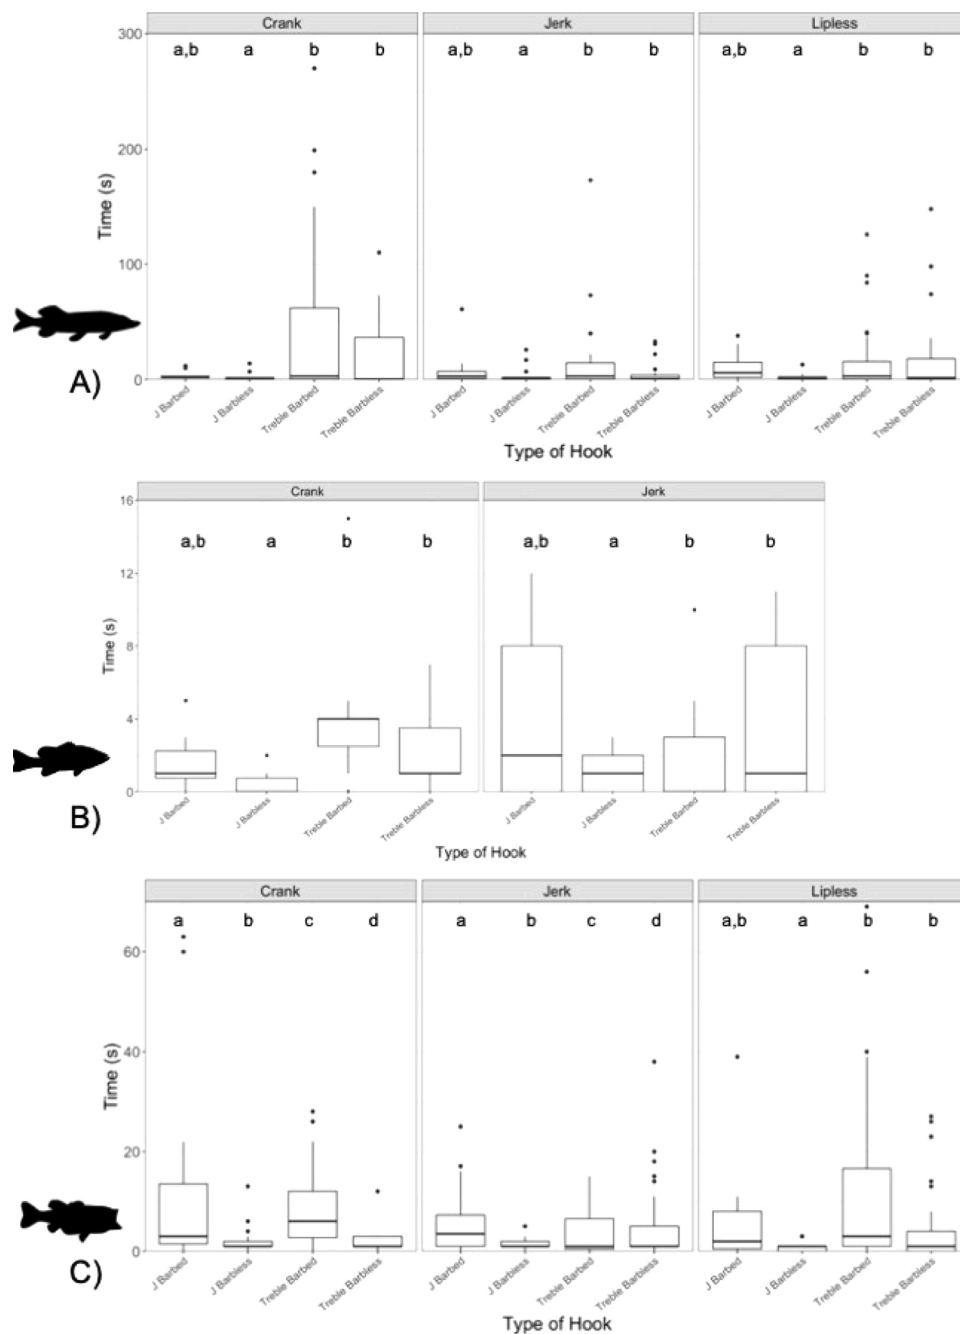 Crank Jerk Lipless
300 a,b a b b a,b a b b a,b a b b
200
Time (s)
100
0
A)
J Barbed J Barbless Treble Barbed Treble Barbless J Barbed J Barbless Treble Barbed Treble Barbless J Barbed J Barbless Treble Barbed Treble Barbless
Type of Hook
Crank Jerk
16
a,b a b b a,b a b b
12
Time (s)
8
4
0
B)
J Barbed J Barbless Treble Barbed Treble Barbless J Barbed J Barbless Treble Barbed Treble Barbless
Type of Hook
Crank Jerk Lipless
a b c d a b c d a,b a b b
60
40
Time (s)
20
0
C)
J Barbed J Barbless Treble Barbed Treble Barbless J Barbed J Barbless Treble Barbed Treble Barbless J Barbed J Barbless Treble Barbed Treble Barbless
Type of Hook